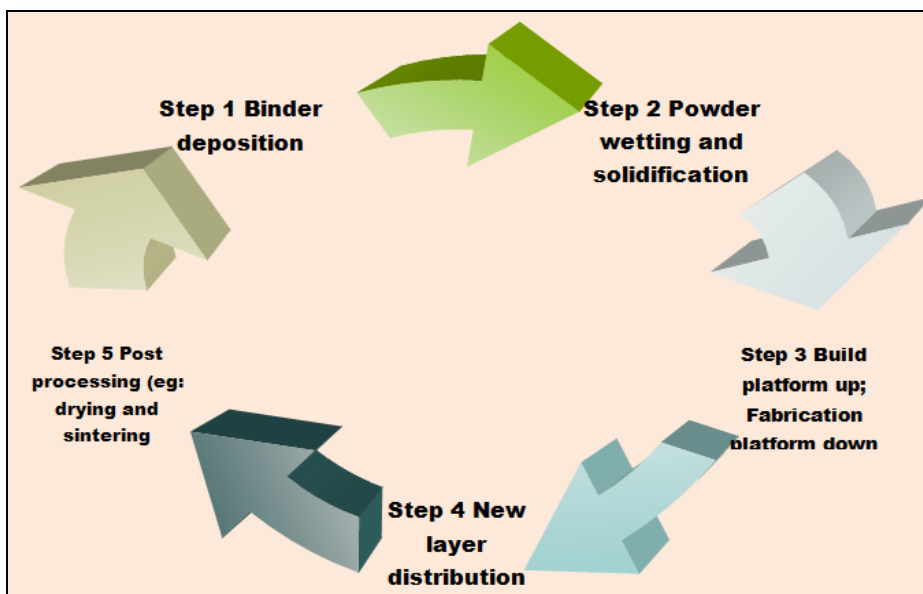 Step 1 Binder
deposition
Step 2 Powder
wetting and
solidification
Step 3 Build
platform up;
Fabrication
platform down
Step 4 New
layer
distribution
Step 5 Post
processing (eg:
drying and
sintering